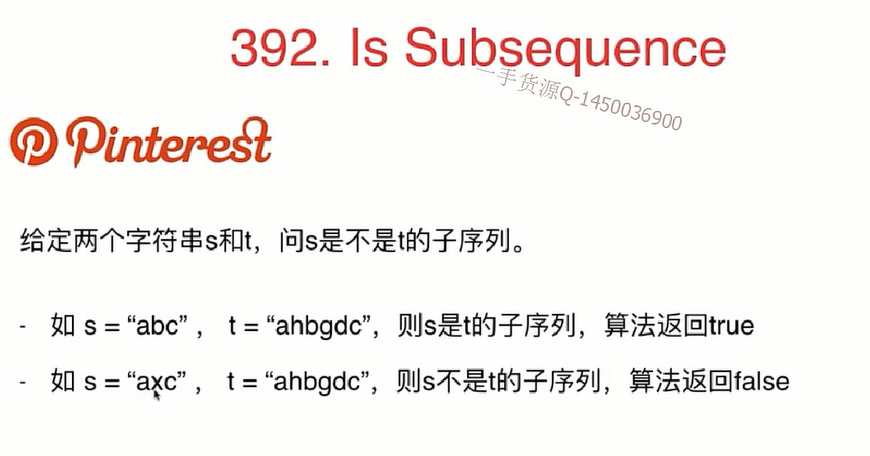 392. Is Subsequence
一手货源Q-1450036900
Pinterest
给定两个字符串s和t，问s是不是t的子序列。
- 如 s = “abc” ， t = “ahbgdc”，则s是t的子序列，算法返回true
- 如 s = “axc” ， t = “ahbgdc”，则s不是t的子序列，算法返回false